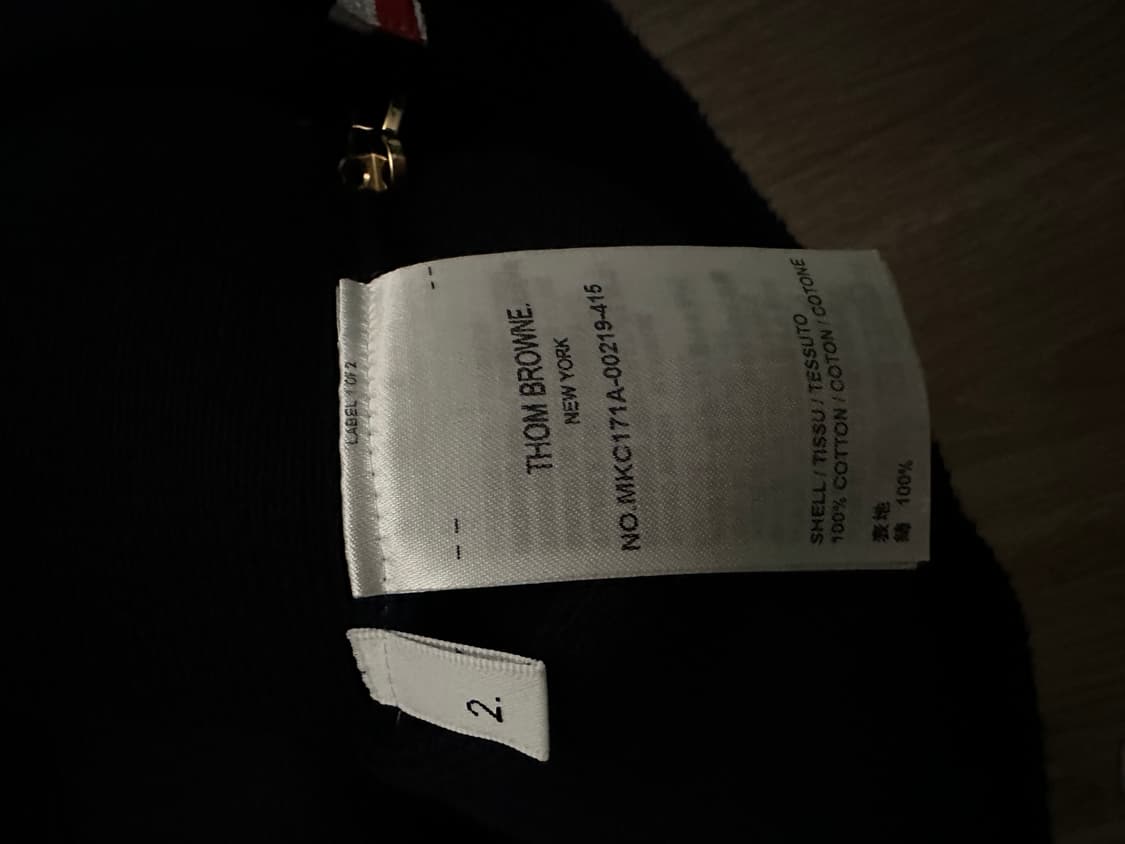 LABEL 1 OF 2
THOM BROWNE.
NEW YORK
NO.MKC171A-00219-415
SHELL / TISSU / TESSUTO
100% COTTON / COTON / COTONE
表地
綿 100%
2.